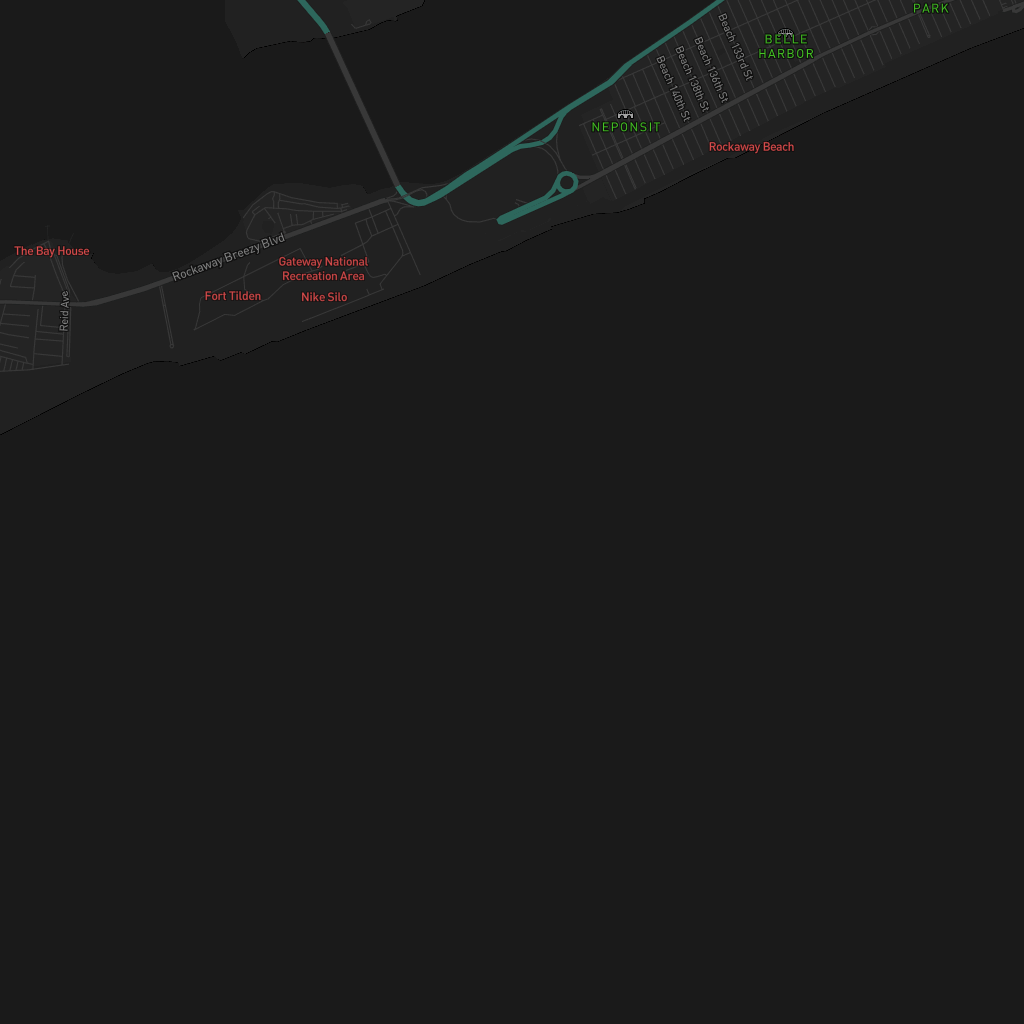 PARK
BELLE
HARBOR
Beach 133rd St
Beach 136th St
Beach 138th St
Beach 140th St
NEPONSIT
Rockaway Beach
The Bay House
Rockaway Breezy Blvd
Gateway National
Recreation Area
Fort Tilden
Nike Silo
Reid Ave